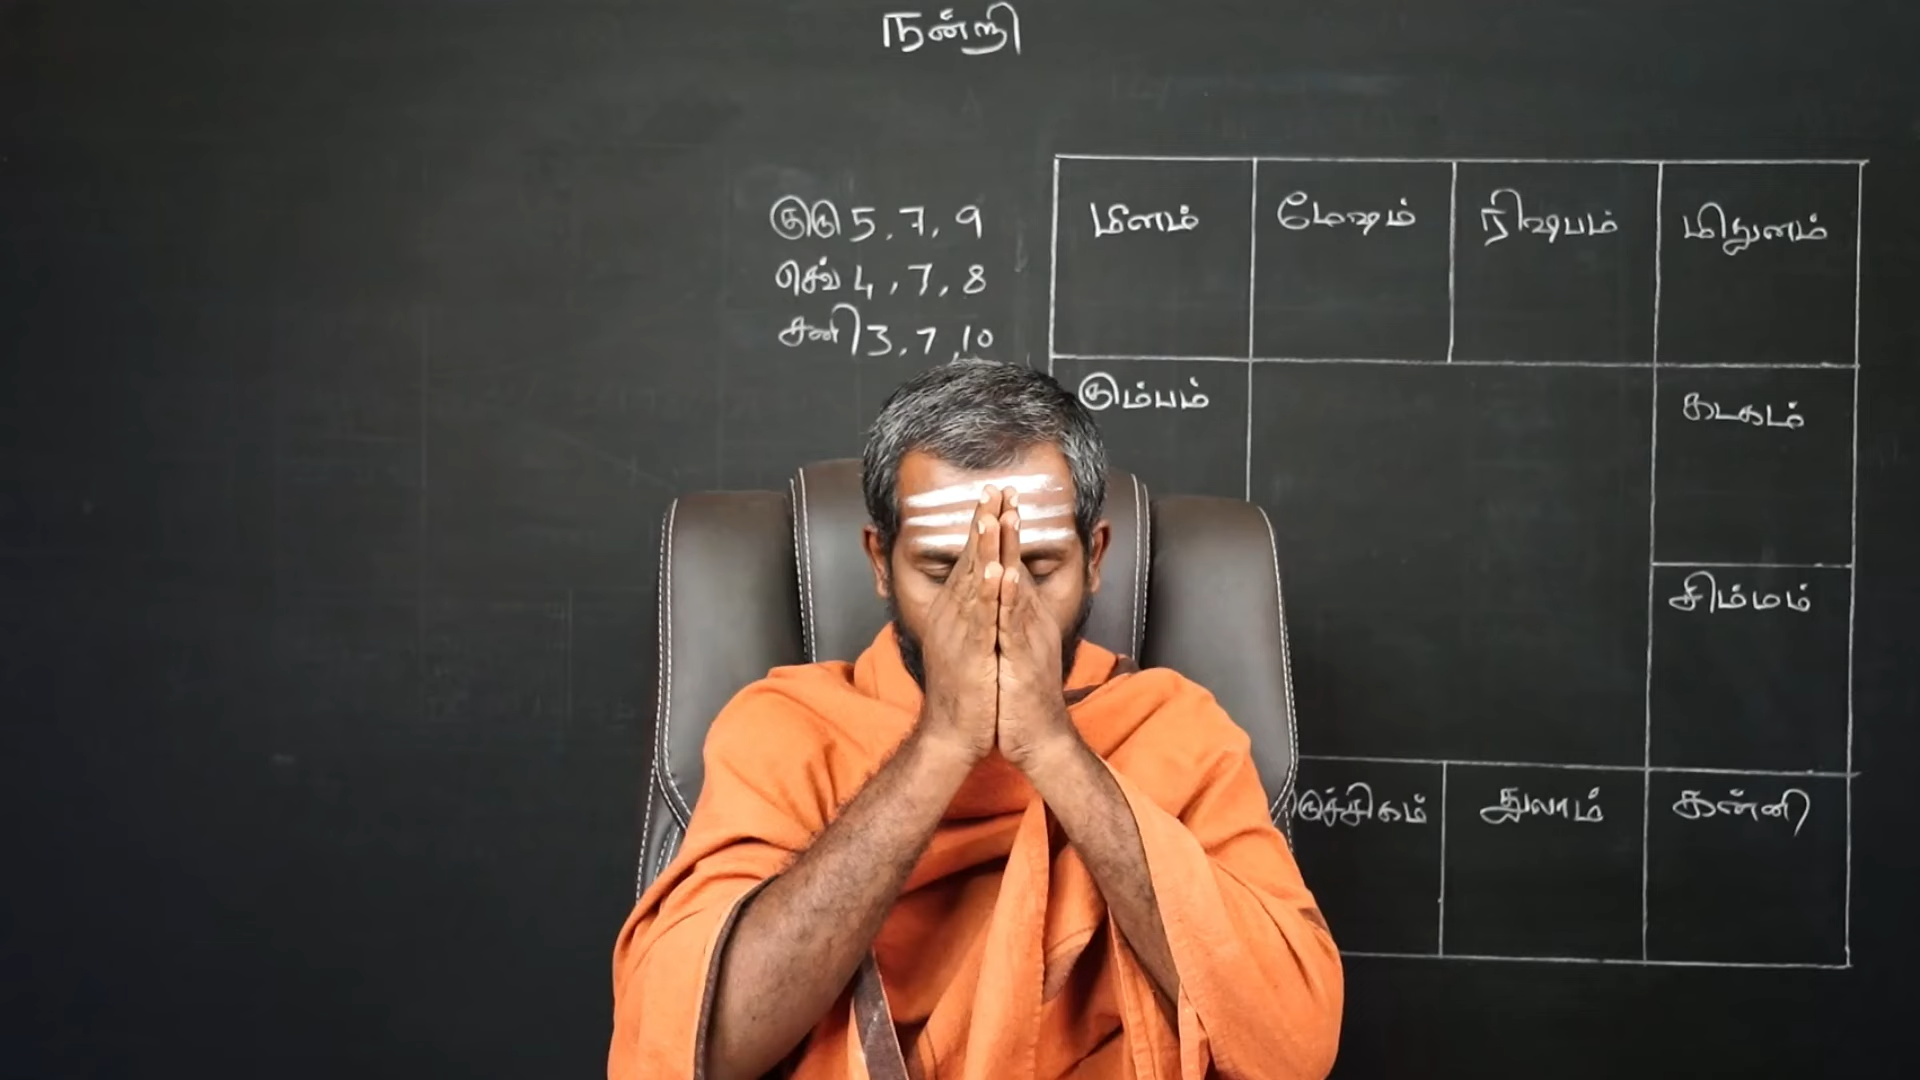 நன்றி
குரு 5, 7, 9
செவ் 4, 7, 8
சனி 3, 7, 10
மீனம் மேஷம் ரிஷபம் மிதுனம்
கும்பம் கடகம்
சிம்மம்
துலாம் கன்னி